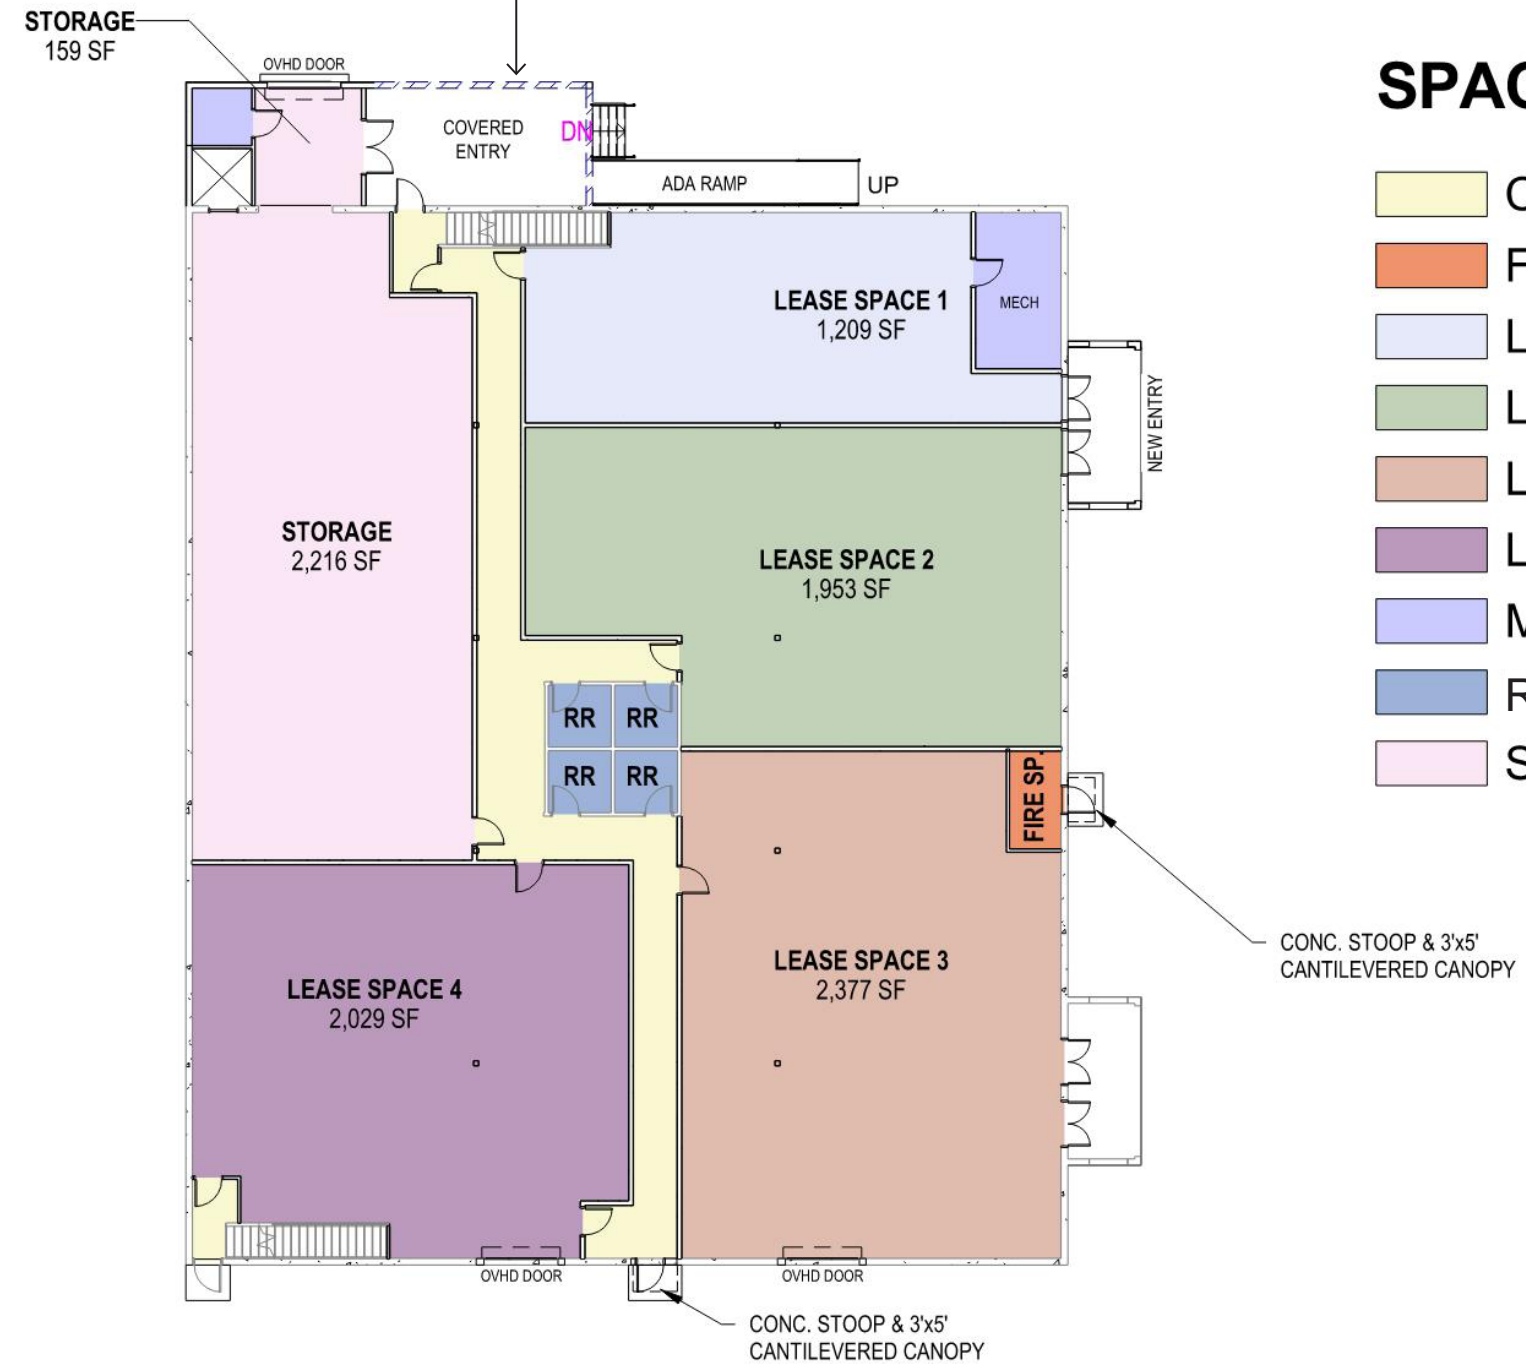 STORAGE
159 SF
OVHD DOOR
SPAC
COVERED
ENTRY
DN
ADA RAMP
UP
C
F
L
L
L
L
M
R
S
LEASE SPACE 1
1,209 SF
MECH
NEW ENTRY
STORAGE
2,216 SF
LEASE SPACE 2
1,953 SF
RR
RR
RR
RR
FIRE SP.
LEASE SPACE 3
2,377 SF
LEASE SPACE 4
2,029 SF
CONC. STOOP & 3'x5'
CANTILEVERED CANOPY
OVHD DOOR
OVHD DOOR
CONC. STOOP & 3'x5'
CANTILEVERED CANOPY